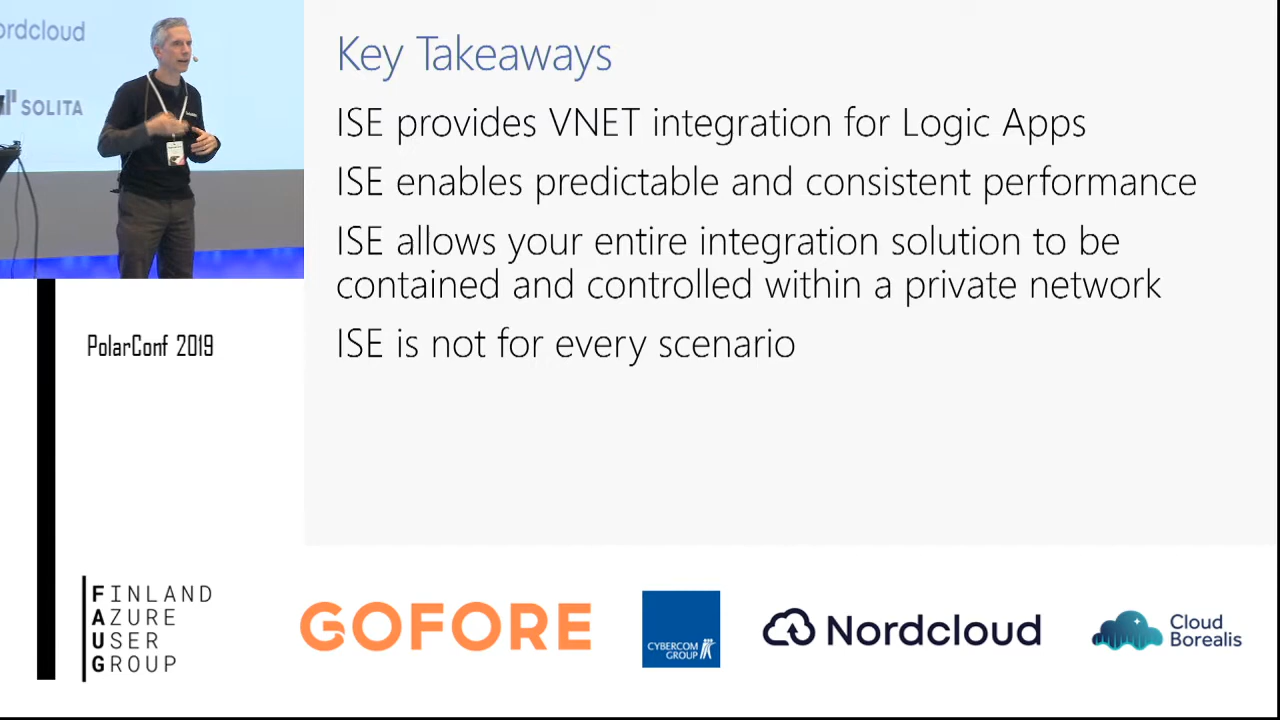 ordcloud
SOLITA
Key Takeaways
ISE provides VNET integration for Logic Apps
ISE enables predictable and consistent performance
ISE allows your entire integration solution to be
contained and controlled within a private network
ISE is not for every scenario
PolarConf 2019
FINLAND
AZURE
USER
GROUP
GOFORE
CYBERCOM
GROUP
Nordcloud
Cloud
Borealis